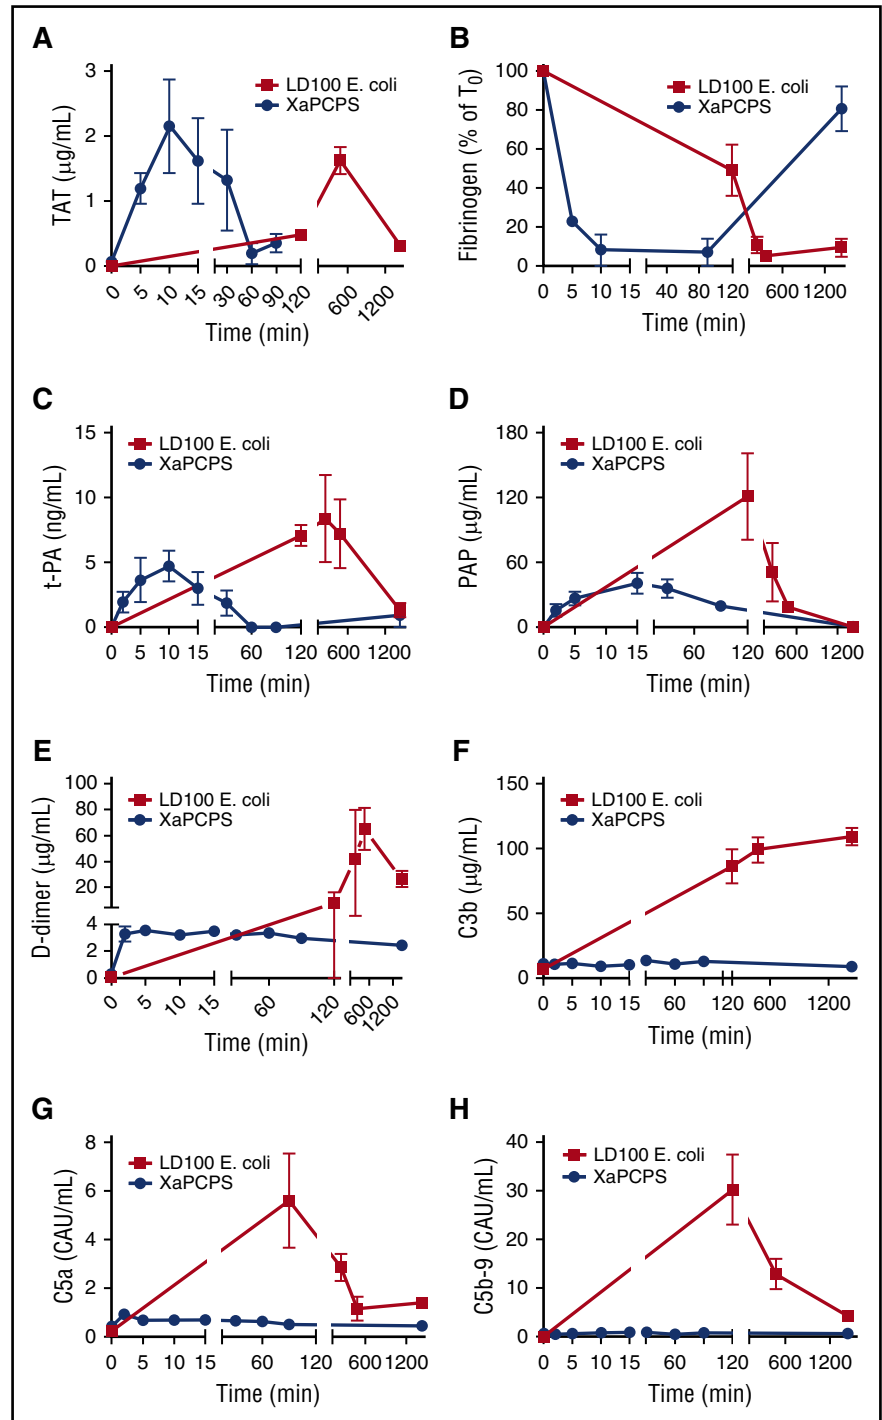 A
TAT (μg/mL)
3
2
1
0
LD100 E. coli
XaPCPS
0 5 10 15 30 60 90 120 600 1200
Time (min)
B
Fibrinogen (% of T0)
100
80
60
40
20
0
LD100 E. coli
XaPCPS
0 5 10 15 40 80 120 600 1200
Time (min)
C
t-PA (ng/mL)
15
10
5
0
LD100 E. coli
XaPCPS
0 5 10 15 30 60 90 120 600 1200
Time (min)
D
PAP (μg/mL)
180
120
60
0
LD100 E. coli
XaPCPS
0 5 10 15 60 120 600 1200
Time (min)
E
D-dimer (μg/mL)
100
80
60
40
20
4
2
0
LD100 E. coli
XaPCPS
0 5 10 15 60 120 600 1200
Time (min)
F
C3b (μg/mL)
150
100
50
0
LD100 E. coli
XaPCPS
0 5 10 15 60 120 600 1200
Time (min)
G
C5a (CAU/mL)
8
6
4
2
0
LD100 E. coli
XaPCPS
0 5 10 15 60 120 600 1200
Time (min)
H
C5b-9 (CAU/mL)
40
30
20
10
0
LD100 E. coli
XaPCPS
0 5 10 15 60 120 600 1200
Time (min)